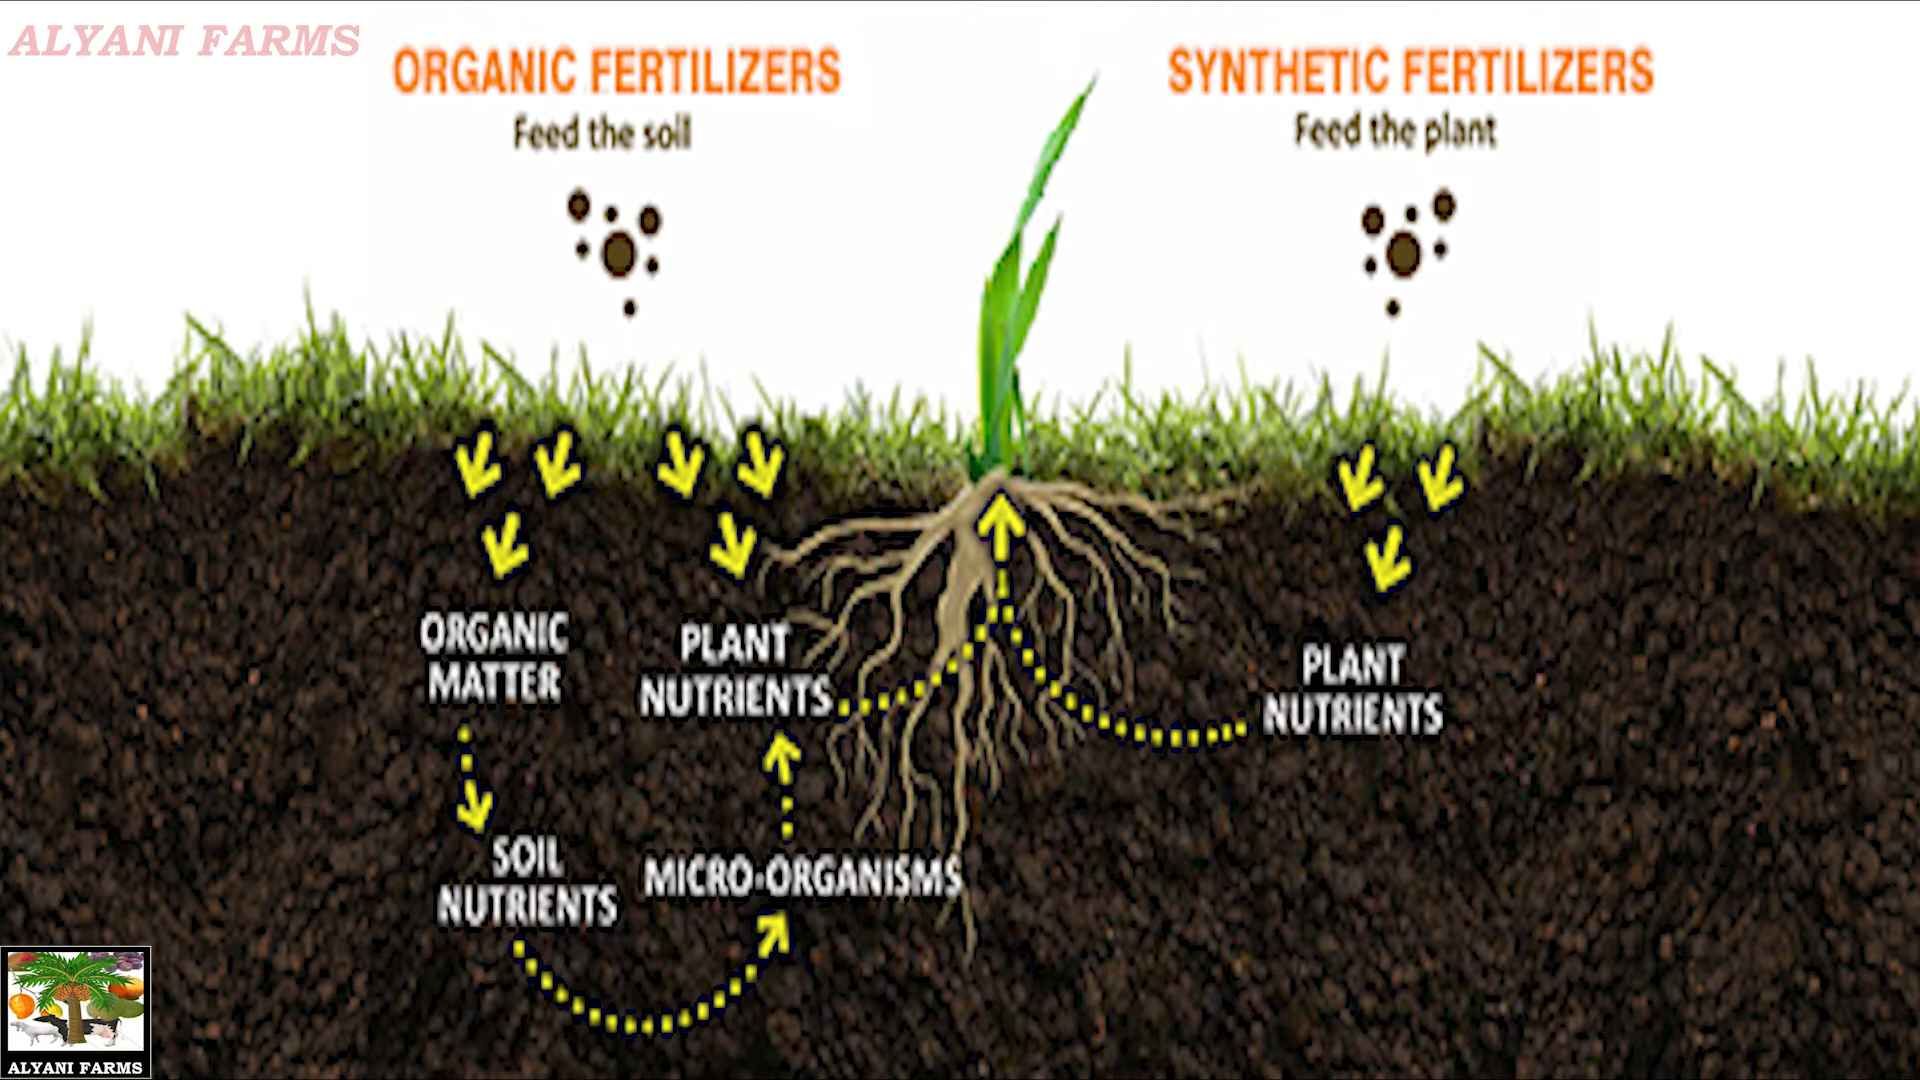 ALYANI FARMS
ORGANIC FERTILIZERS
Feed the soil
SYNTHETIC FERTILIZERS
Feed the plant
ORGANIC
MATTER
PLANT
NUTRIENTS
SOIL
NUTRIENTS
MICRO-ORGANISMS
PLANT
NUTRIENTS
ALYANI FARMS